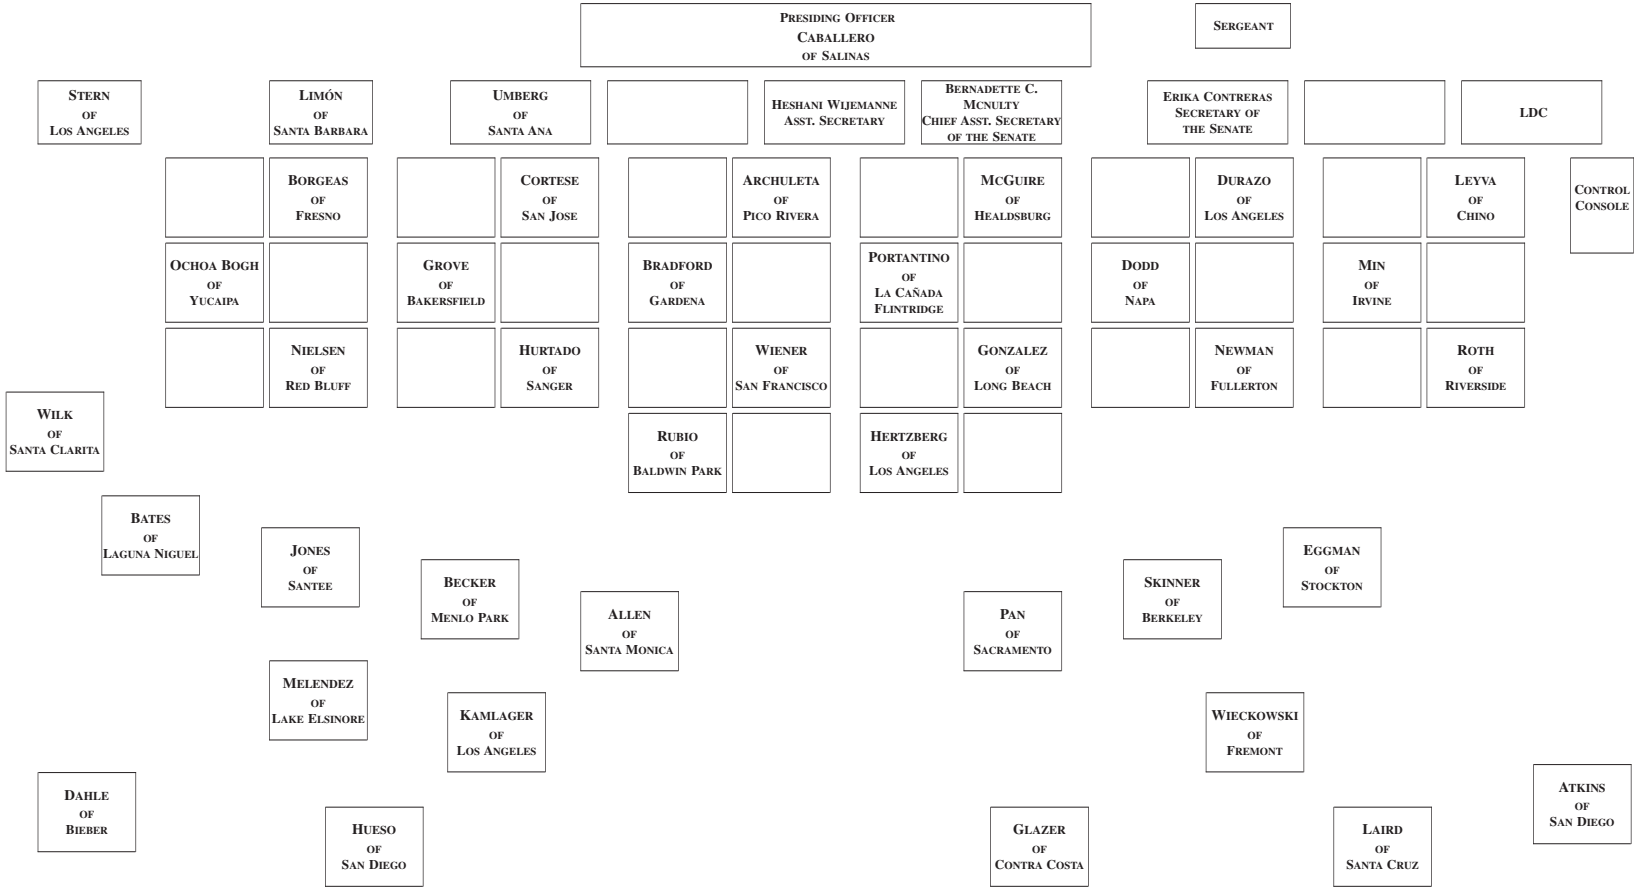 Presiding Officer
Caballero
of Salinas
Sergeant
Stern
of
Los Angeles
Limón
of
Santa Barbara
Umberg
of
Santa Ana
Heshani Wijemanne
Asst. Secretary
Bernadette C.
Mcnulty
Chief Asst. Secretary
of the Senate
Erika Contreras
Secretary of
the Senate
LDC
Borgeas
of
Fresno
Cortese
of
San Jose
Archuleta
of
Pico Rivera
McGuire
of
Healdsburg
Durazo
of
Los Angeles
Leyva
of
Chino
Control
Console
Ochoa Bogh
of
Yucaipa
Grove
of
Bakersfield
Bradford
of
Gardena
Portantino
of
La Cañada
Flintridge
Dodd
of
Napa
Min
of
Irvine
Nielsen
of
Red Bluff
Hurtado
of
Sanger
Wiener
of
San Francisco
Gonzalez
of
Long Beach
Newman
of
Fullerton
Roth
of
Riverside
Wilk
of
Santa Clarita
Rubio
of
Baldwin Park
Hertzberg
of
Los Angeles
Bates
of
Laguna Niguel
Jones
of
Santee
Becker
of
Menlo Park
Allen
of
Santa Monica
Pan
of
Sacramento
Skinner
of
Berkeley
Eggman
of
Stockton
Melendez
of
Lake Elsinore
Kamlager
of
Los Angeles
Wieckowski
of
Fremont
Dahle
of
Bieber
Hueso
of
San Diego
Glazer
of
Contra Costa
Laird
of
Santa Cruz
Atkins
of
San Diego